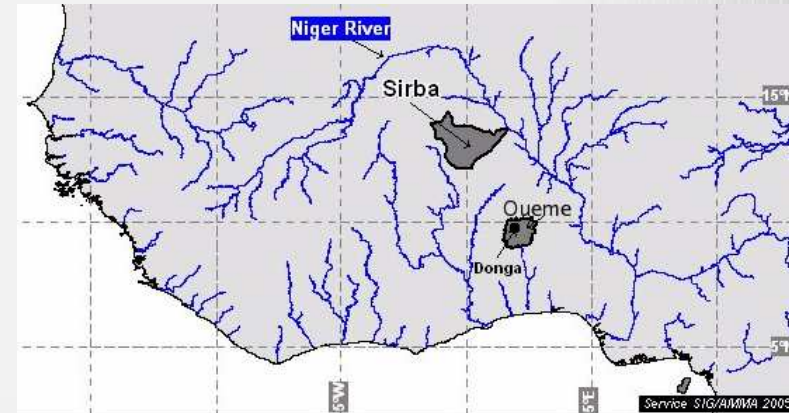 Niger River
Sirba
15°N
Oueme
Donga
5°N
5°W
5°E
Service SIG/AMMA 2005